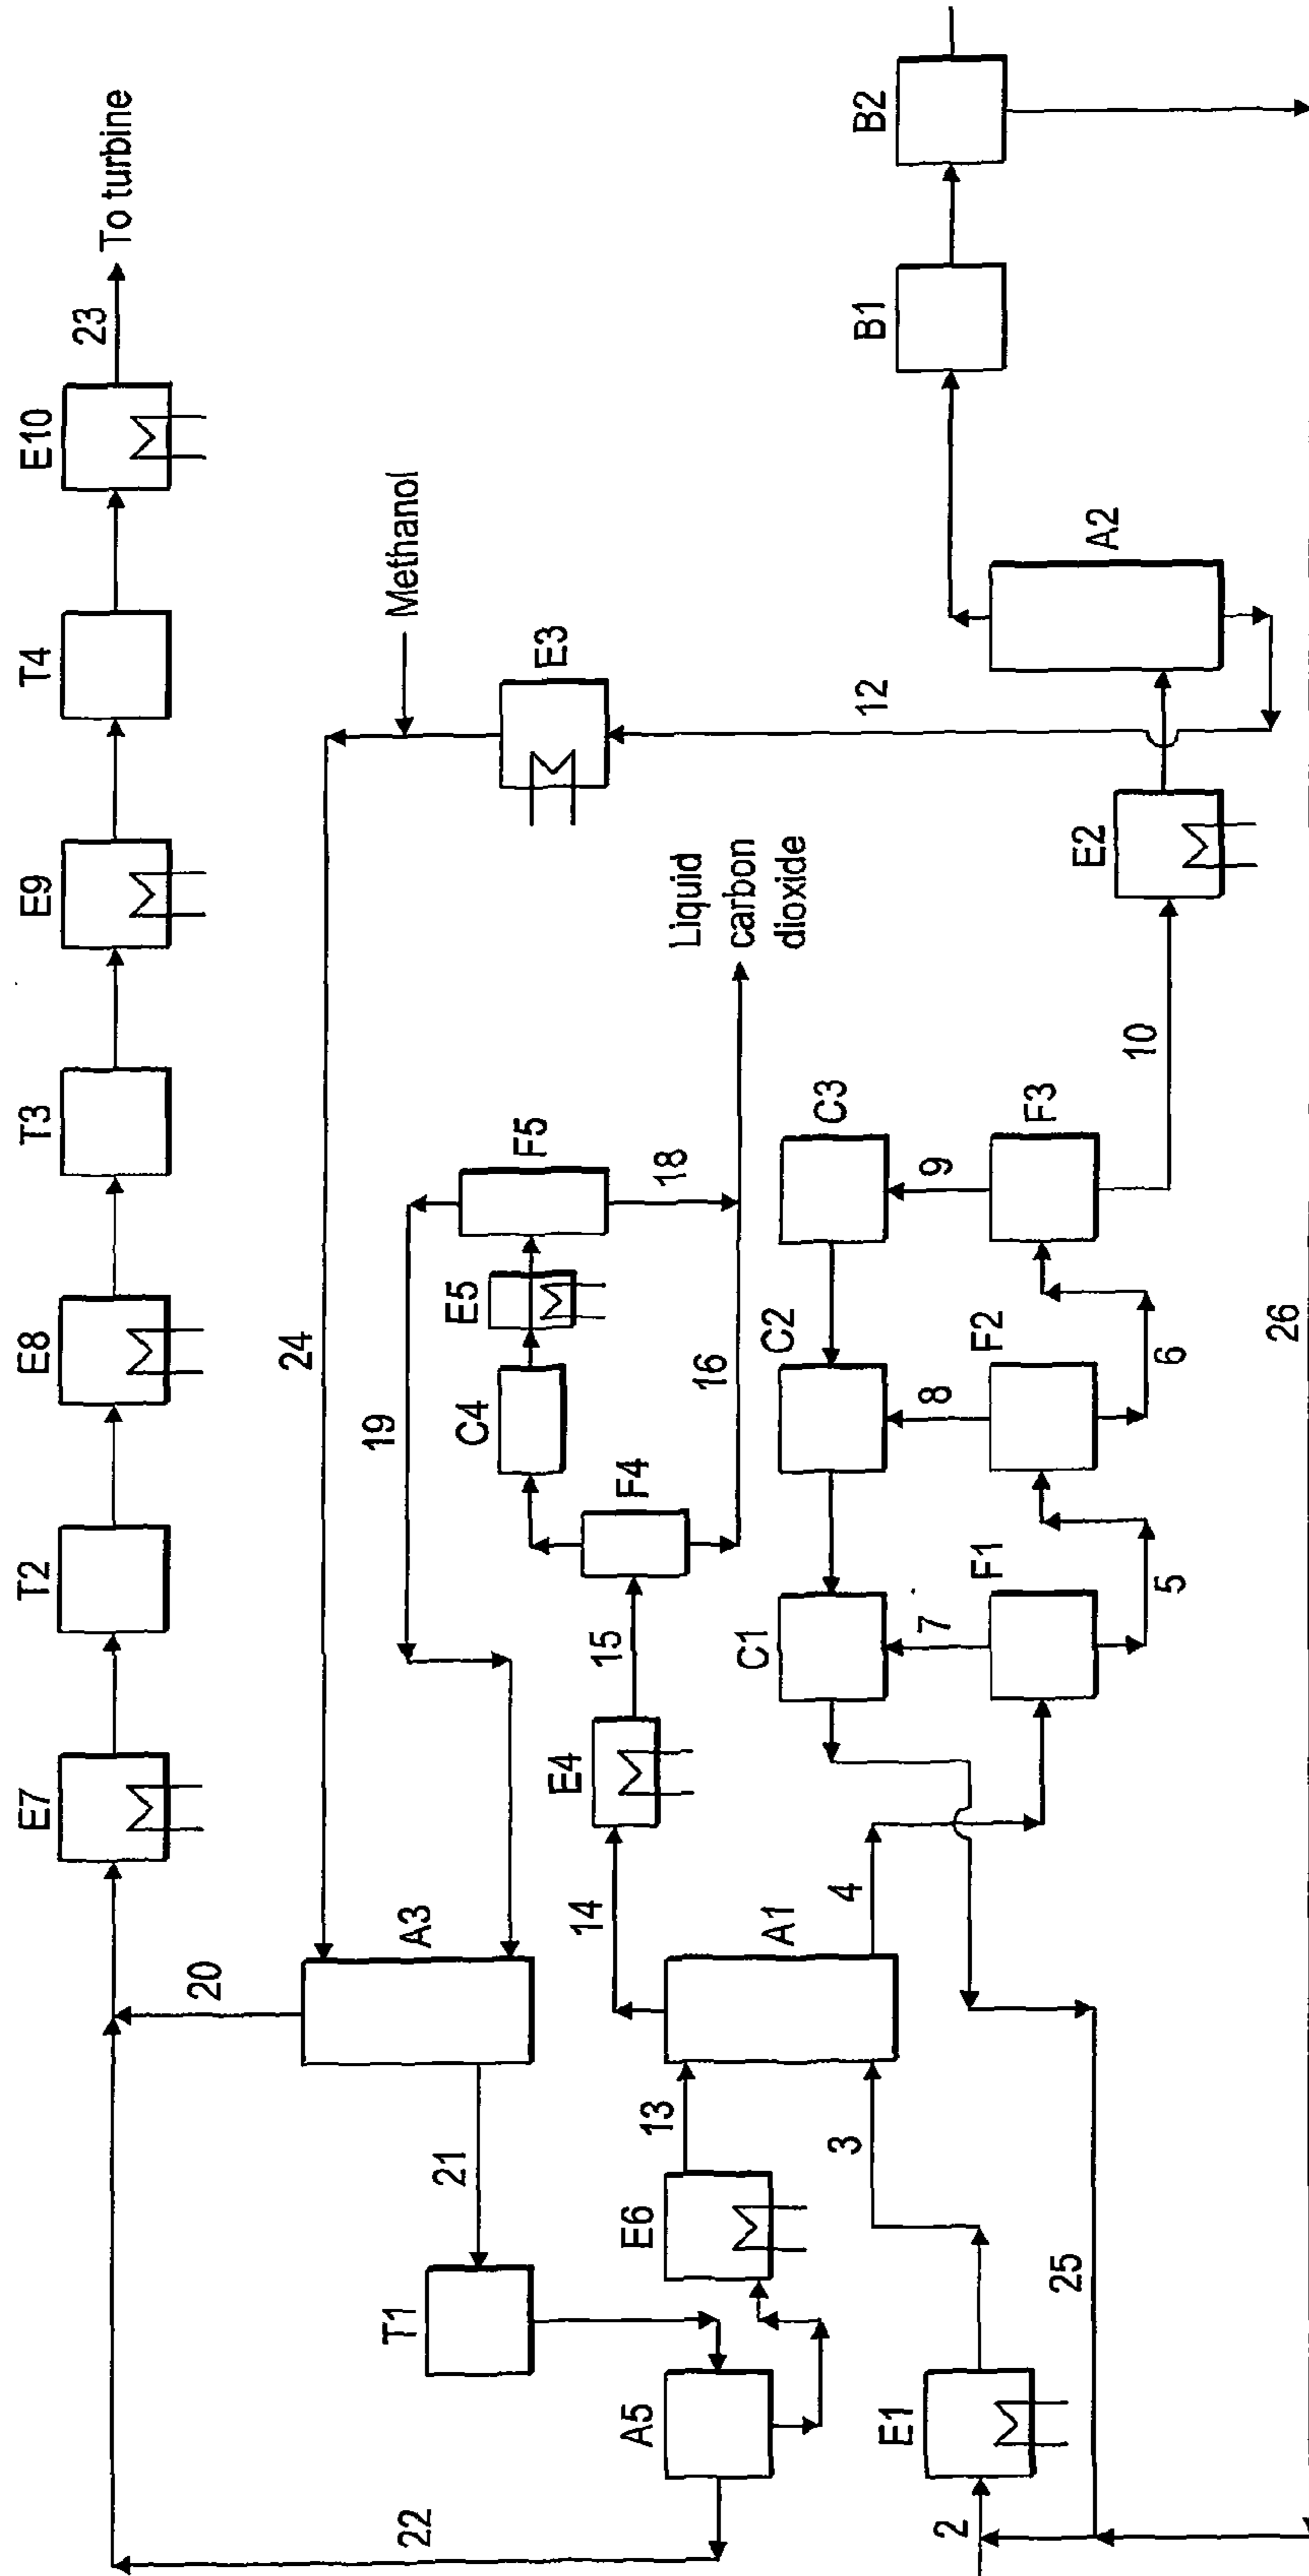 E7
T2
E8
T3
E9
T4
E10
23
To turbine
20
22
24
Methanol
A3
21
T1
A5
E6
13
14
A1
E4
15
F4
19
C4
E5
F5
18
16
Liquid
carbon
dioxide
E3
12
B1
B2
A2
E2
10
C1
C2
C3
7
8
9
F1
F2
F3
5
6
4
3
E1
2
25
26